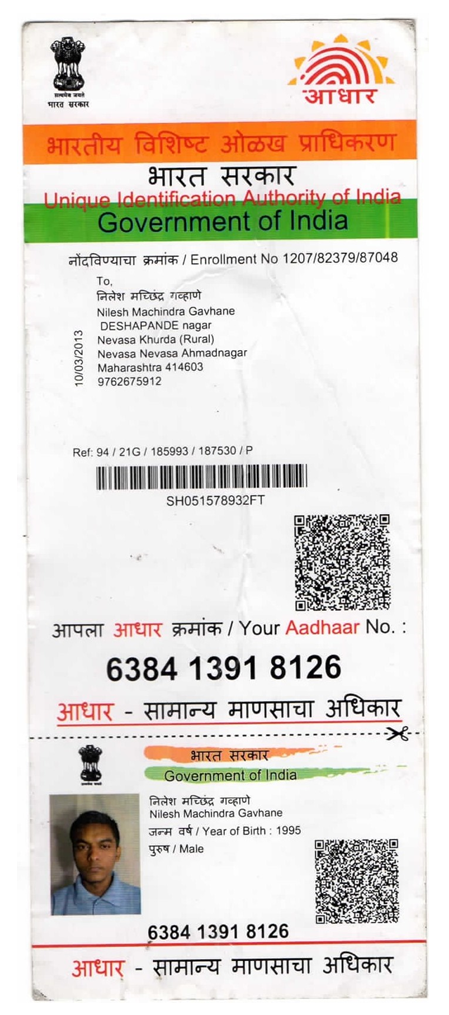 सत्यमेव जयते
भारत सरकार
आधार
भारतीय विशिष्ट ओळख प्राधिकरण
भारत सरकार
Unique Identification Authority of India
Government of India
नोंदविण्याचा क्रमांक / Enrollment No 1207/82379/87048
To,
निलेश मच्छिंद्र गव्हाणे
Nilesh Machindra Gavhane
DESHAPANDE nagar
Nevasa Khurda (Rural)
Nevasa Nevasa Ahmadnagar
Maharashtra 414603
9762675912
10/03/2013
Ref: 94 / 21G / 185993 / 187530 / P
SH051578932FT
आपला आधार क्रमांक / Your Aadhaar No. :
6384 1391 8126
आधार - सामान्य माणसाचा अधिकार
भारत सरकार
Government of India
निलेश मच्छिंद्र गव्हाणे
Nilesh Machindra Gavhane
जन्म वर्ष / Year of Birth : 1995
पुरुष / Male
6384 1391 8126
आधार - सामान्य माणसाचा अधिकार